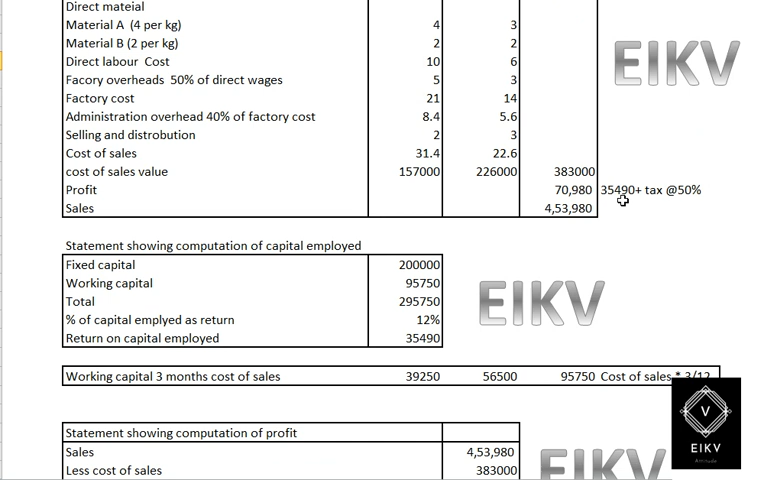 Direct mateial
Material A (4 per kg) 4 3
Material B (2 per kg) 2 2
Direct labour Cost 10 6
Facory overheads 50% of direct wages 5 3
Factory cost 21 14
Administration overhead 40% of factory cost 8.4 5.6
Selling and distrobution 2 3
Cost of sales 31.4 22.6
cost of sales value 157000 226000 383000
Profit 70,980 35490+ tax @50%
Sales 4,53,980
EIKV
Statement showing computation of capital employed
Fixed capital 200000
Working capital 95750
Total 295750
% of capital emplyed as return 12%
Return on capital employed 35490
EIKV
Working capital 3 months cost of sales 39250 56500 95750 Cost of sales * 3/12
Statement showing computation of profit
Sales 4,53,980
Less cost of sales 383000
EIKV
V
EIKV
Attitude